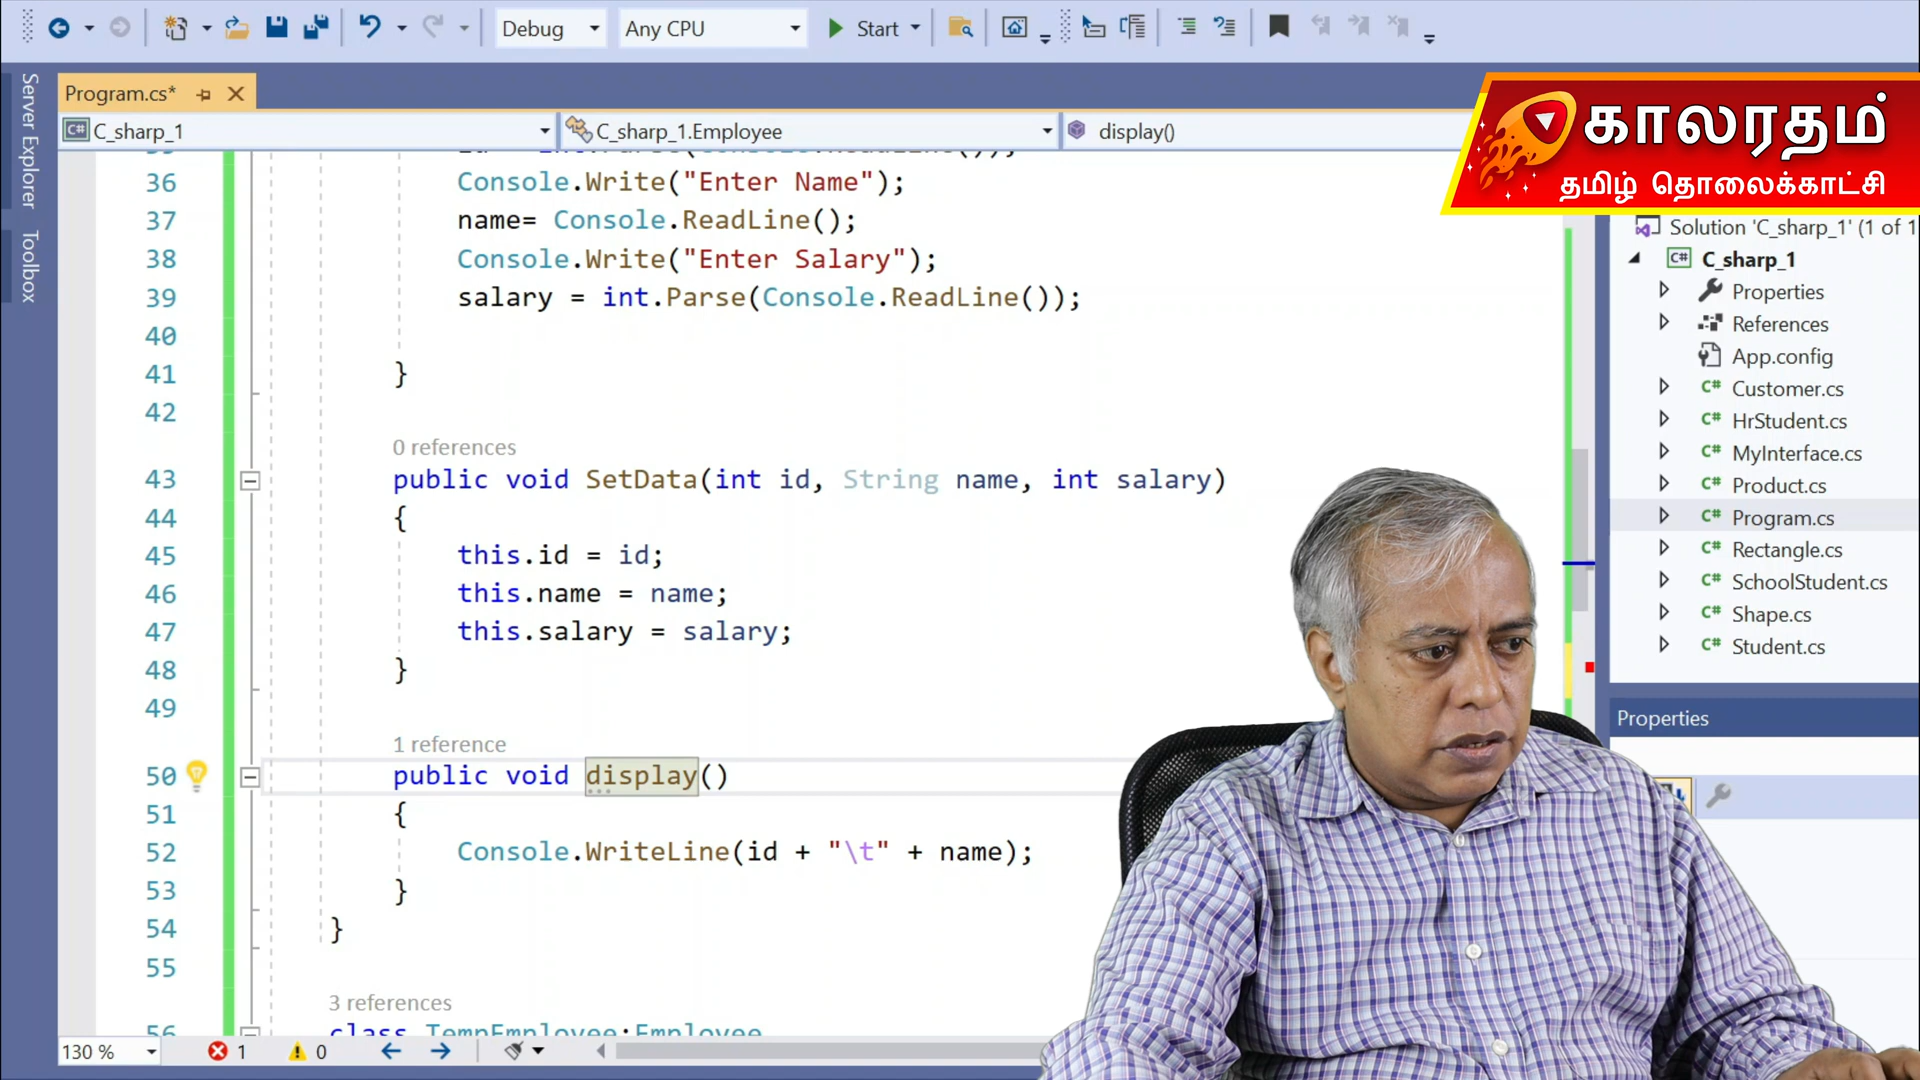 Debug
Any CPU
Start
Server Explorer
Toolbox
Program.cs*
C# C_sharp_1
C_sharp_1.Employee
display()
காலரதம்
தமிழ் தொலைக்காட்சி
36 Console.Write("Enter Name");
37 name= Console.ReadLine();
38 Console.Write("Enter Salary");
39 salary = int.Parse(Console.ReadLine());
40
41 }
42
0 references
43 public void SetData(int id, String name, int salary)
44 {
45 this.id = id;
46 this.name = name;
47 this.salary = salary;
48 }
49
1 reference
50 public void display()
51 {
52 Console.WriteLine(id + "\t" + name);
53 }
54 }
55
3 references
56 class TempEmployee:Employee
130 %
1
0
Solution 'C_sharp_1' (1 of 1
C# C_sharp_1
Properties
References
App.config
C# Customer.cs
C# HrStudent.cs
C# MyInterface.cs
C# Product.cs
C# Program.cs
C# Rectangle.cs
C# SchoolStudent.cs
C# Shape.cs
C# Student.cs
Properties